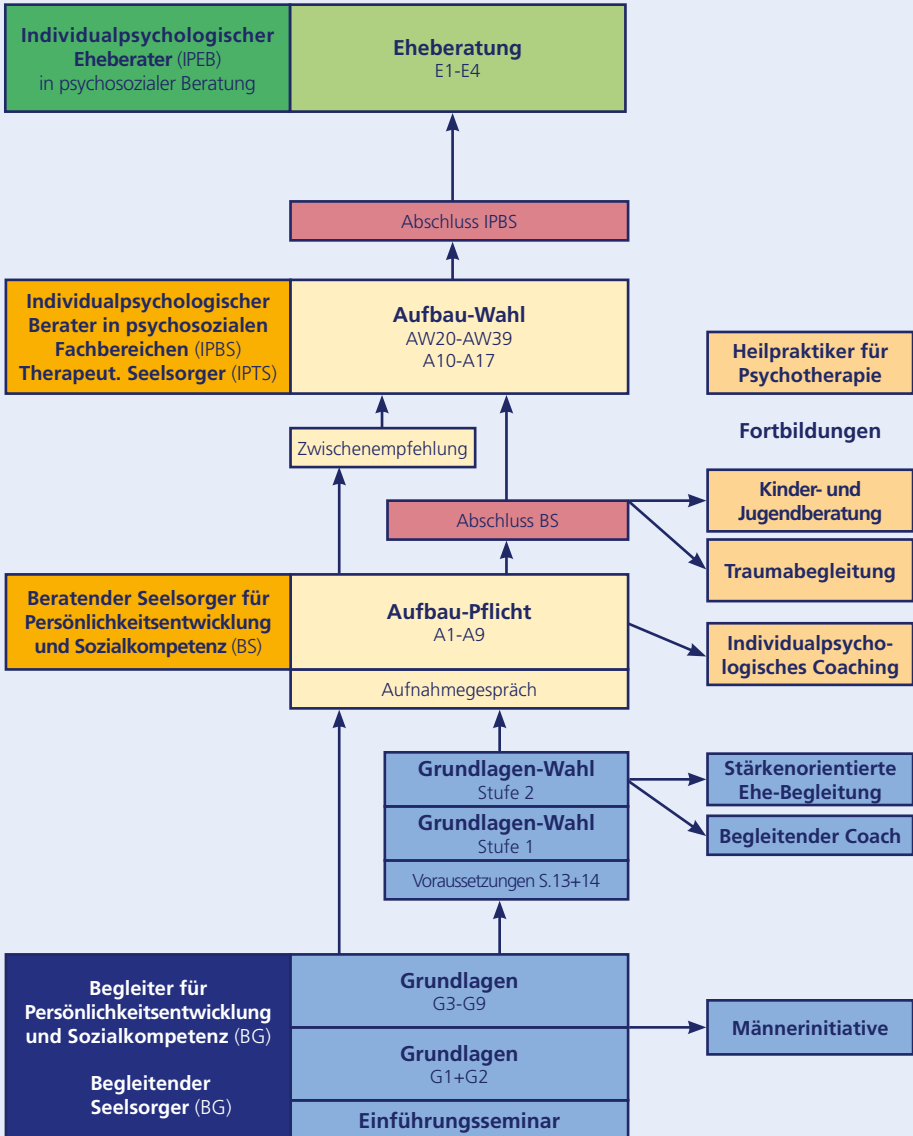 Individualpsychologischer
Eheberater (IPEB)
in psychosozialer Beratung
Eheberatung
E1-E4
Abschluss IPBS
Individualpsychologischer
Berater in psychosozialen
Fachbereichen (IPBS)
Therapeut. Seelsorger (IPTS)
Aufbau-Wahl
AW20-AW39
A10-A17
Heilpraktiker für
Psychotherapie
Fortbildungen
Zwischenempfehlung
Abschluss BS
Kinder- und
Jugendberatung
Traumabegleitung
Beratender Seelsorger für
Persönlichkeitsentwicklung
und Sozialkompetenz (BS)
Aufbau-Pflicht
A1-A9
Aufnahmegespräch
Individualpsycho-
logisches Coaching
Grundlagen-Wahl
Stufe 2
Grundlagen-Wahl
Stufe 1
Voraussetzungen S.13+14
Stärkenorientierte
Ehe-Begleitung
Begleitender Coach
Begleiter für
Persönlichkeitsentwicklung
und Sozialkompetenz (BG)
Begleitender
Seelsorger (BG)
Grundlagen
G3-G9
Grundlagen
G1+G2
Einführungsseminar
Männerinitiative